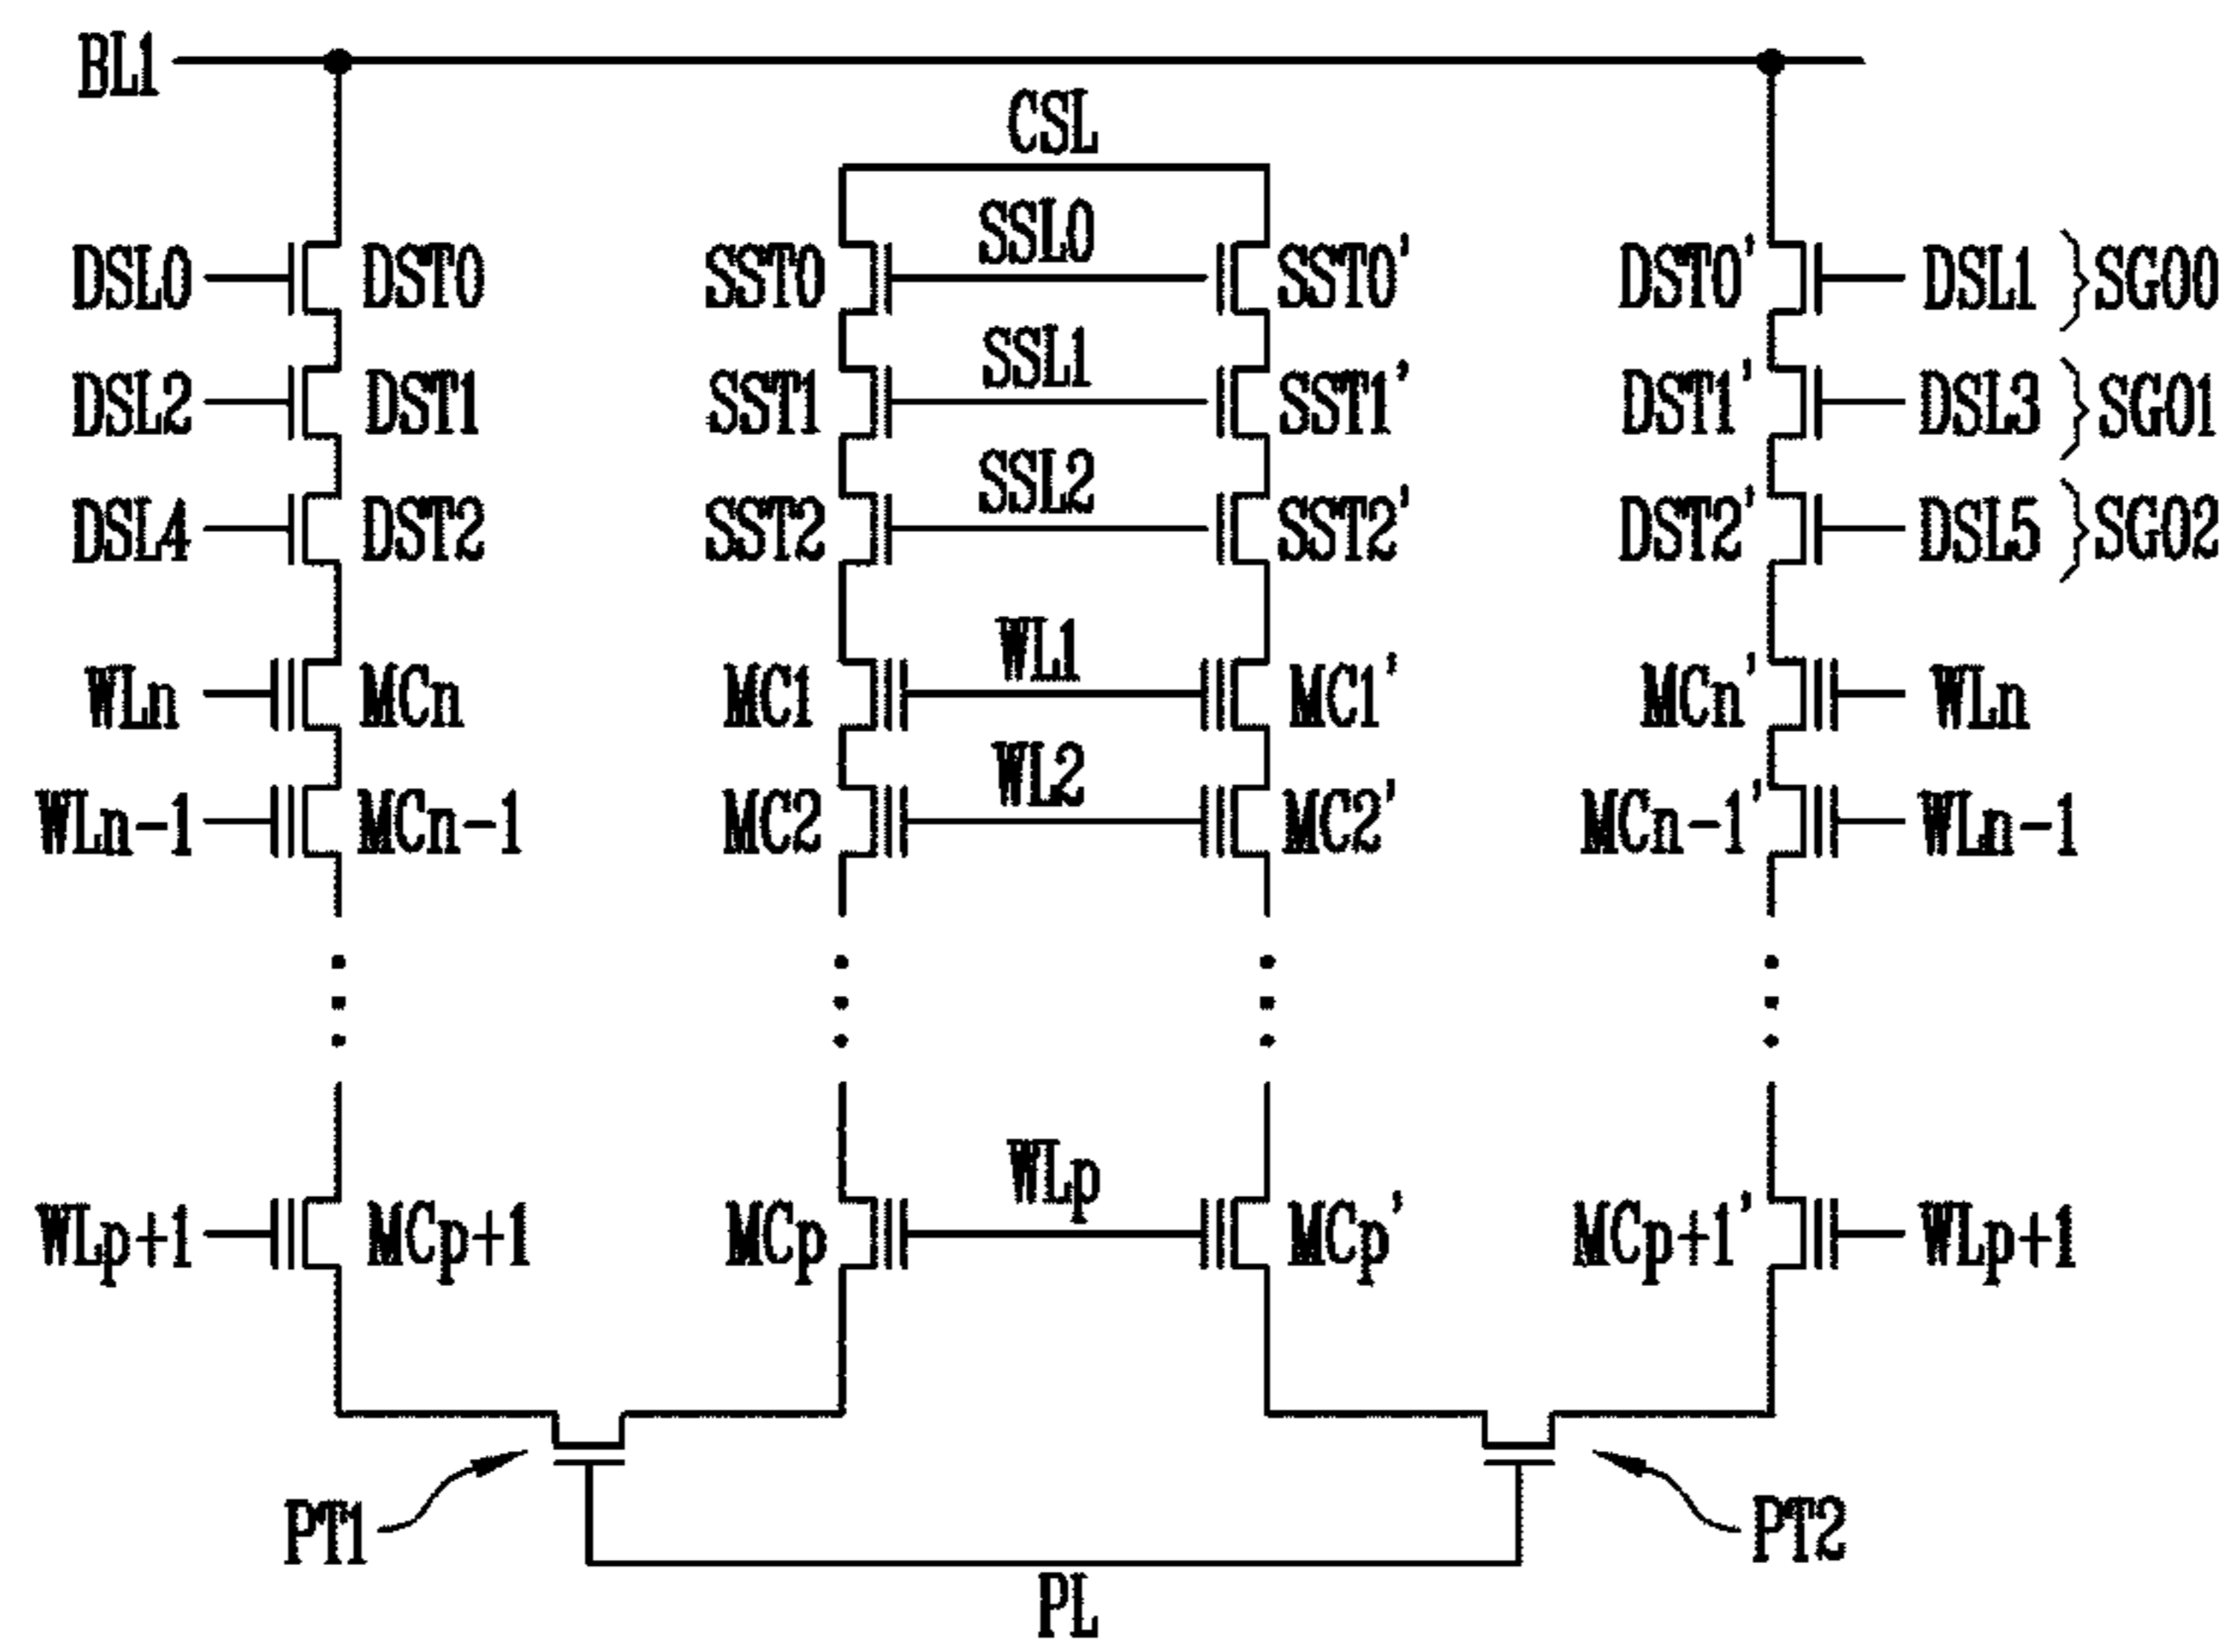 BL1
CSL
SSL0
DSL0 DST0 SST0 SST0' DST0' DSL1 } SG00
SSL1
DSL2 DST1 SST1 SST1' DST1' DSL3 } SG01
SSL2
DSL4 DST2 SST2 SST2' DST2' DSL5 } SG02
WL1
WLn MCn MC1 MC1' MCn' WLn
WL2
WLn-1 MCn-1 MC2 MC2' MCn-1' WLn-1
WLp
WLp+1 MCp+1 MCp MCp' MCp+1' WLp+1
PT1 PT2
PL